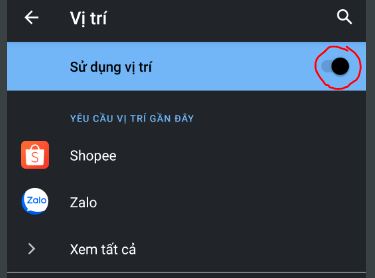 Vị trí
Sử dụng vị trí
YÊU CẦU VỊ TRÍ GẦN ĐÂY
Shopee
Zalo
Zalo
Xem tất cả